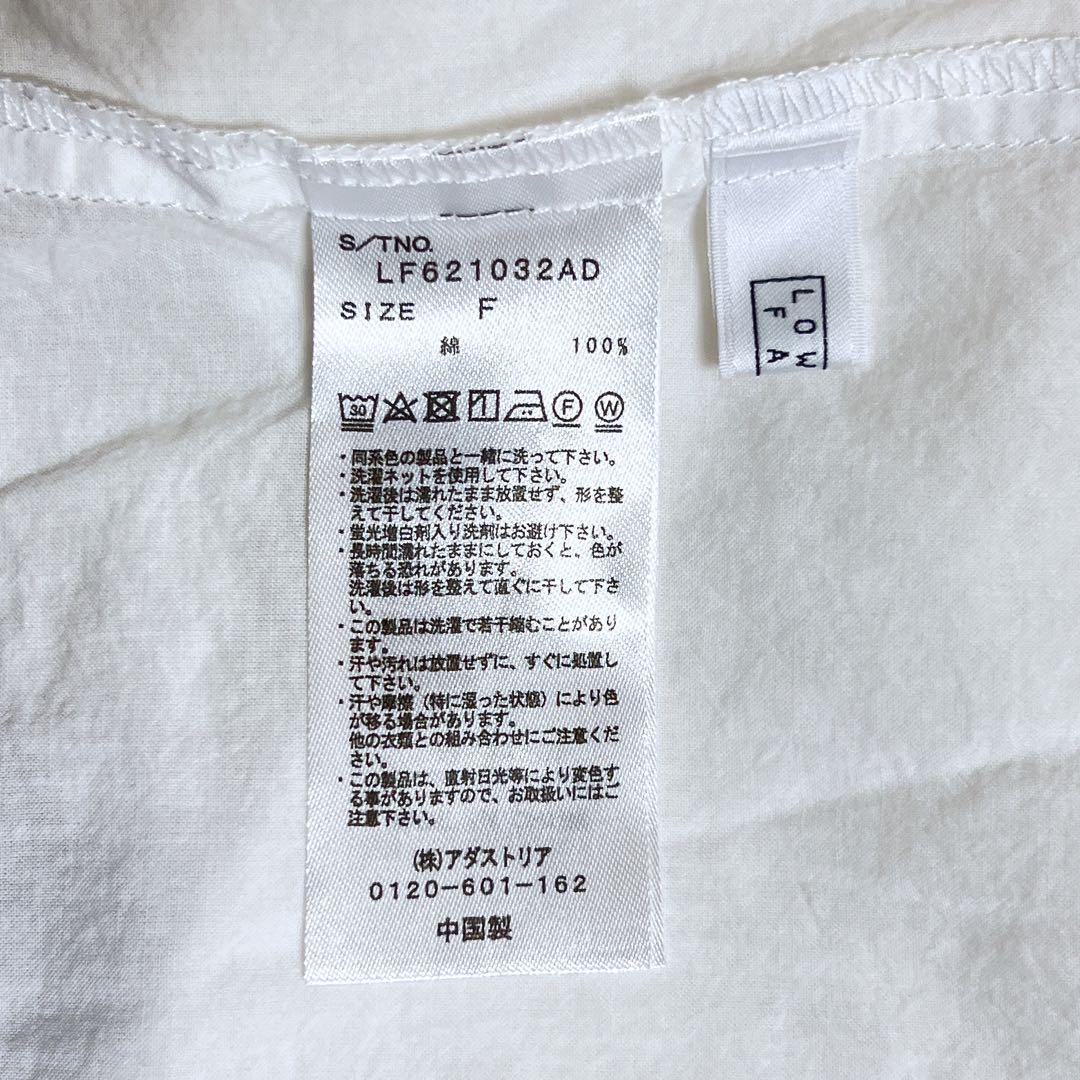 S/TNO.
LF621032AD
SIZE F
綿 100%
30 1 F W
・同系色の製品と一緒に洗って下さい。
・洗濯ネットを使用して下さい。
・洗濯後は濡れたまま放置せず、形を整
えて干してください。
・蛍光増白剤入り洗剤はお避け下さい。
・長時間濡れたままにしておくと、色が
落ちる恐れがあります。
洗濯後は形を整えて直ぐに干して下さ
い。
・この製品は洗濯で若干縮むことがあり
ます。
・汗や汚れは放置せずに、すぐに処置し
て下さい。
・汗や摩擦（特に湿った状態）により色
が移る場合があります。
他の衣類との組み合わせにご注意くだ
さい。
・この製品は、直射日光等により変色す
る事がありますので、お取扱いにはご
注意下さい。
(株)アダストリア
0120-601-162
中国製
LOW
FA